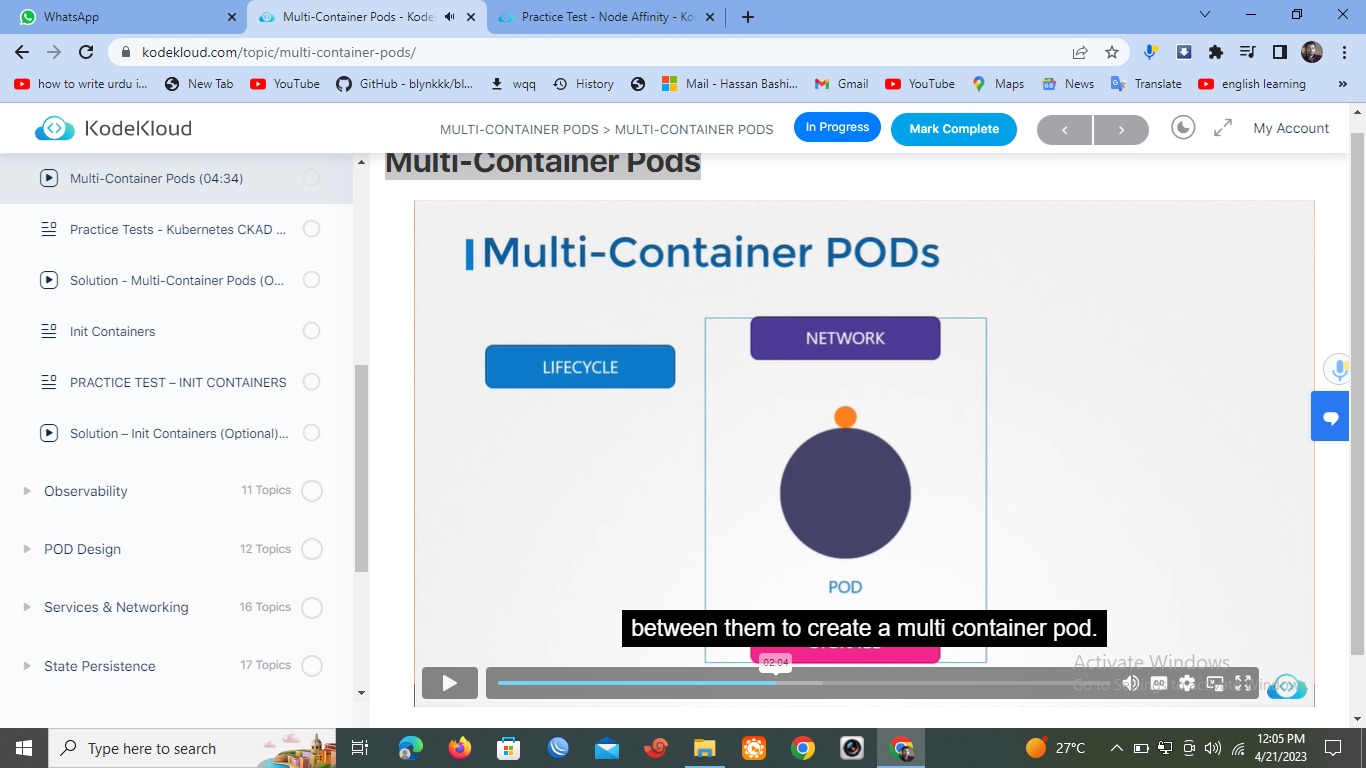 WhatsApp
Multi-Container Pods - Kodek
Practice Test - Node Affinity - Ko
kodekloud.com/topic/multi-container-pods/
how to write urdu i...
New Tab
YouTube
GitHub - blynkkk/bl...
wqq
History
Mail - Hassan Bashi...
Gmail
YouTube
Maps
News
Translate
english learning
»
KodeKloud
MULTI-CONTAINER PODS > MULTI-CONTAINER PODS
In Progress
Mark Complete
<
>
My Account
Multi-Container Pods (04:34)
Practice Tests - Kubernetes CKAD ...
Solution - Multi-Container Pods (O...
Init Containers
PRACTICE TEST – INIT CONTAINERS
Solution – Init Containers (Optional)...
Observability 11 Topics
POD Design 12 Topics
Services & Networking 16 Topics
State Persistence 17 Topics
Multi-Container Pods
Multi-Container PODs
NETWORK
LIFECYCLE
POD
between them to create a multi container pod.
STORAGE
02:04
Activate Windows
Go to Settings to activate Windows.
Type here to search
27°C
12:05 PM
4/21/2023